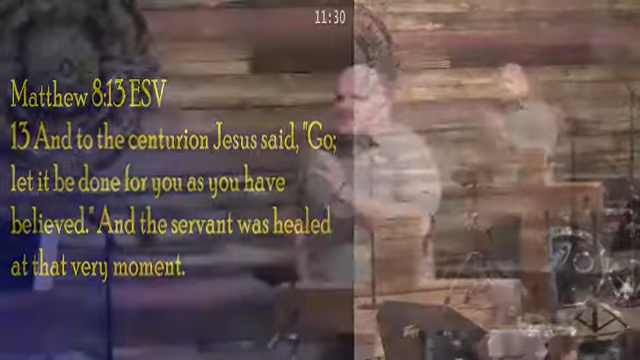 11:30
Matthew 8:13 ESV
13 And to the centurion Jesus said, "Go;
let it be done for you as you have
believed." And the servant was healed
at that very moment.